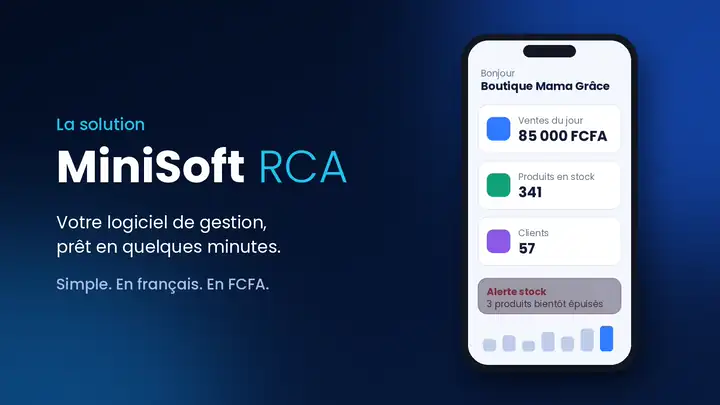 La solution
MiniSoft RCA
Votre logiciel de gestion,
prêt en quelques minutes.
Simple. En français. En FCFA.
Bonjour
Boutique Mama Grâce
Ventes du jour
85 000 FCFA
Produits en stock
341
Clients
57
Alerte stock
3 produits bientôt épuisés